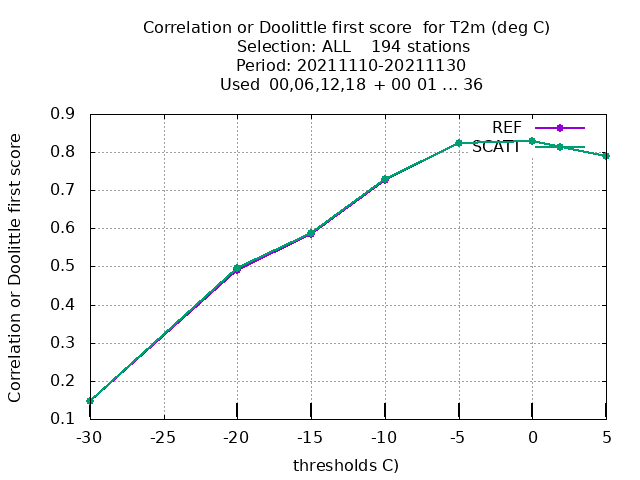 Correlation or Doolittle first score for T2m (deg C)
Selection: ALL 194 stations
Period: 20211110-20211130
Used 00,06,12,18 + 00 01 ... 36
Correlation or Doolittle first score
0.9
0.8
0.7
0.6
0.5
0.4
0.3
0.2
0.1
REF
SCATT
-30
-25
-20
-15
-10
-5
0
5
thresholds C)